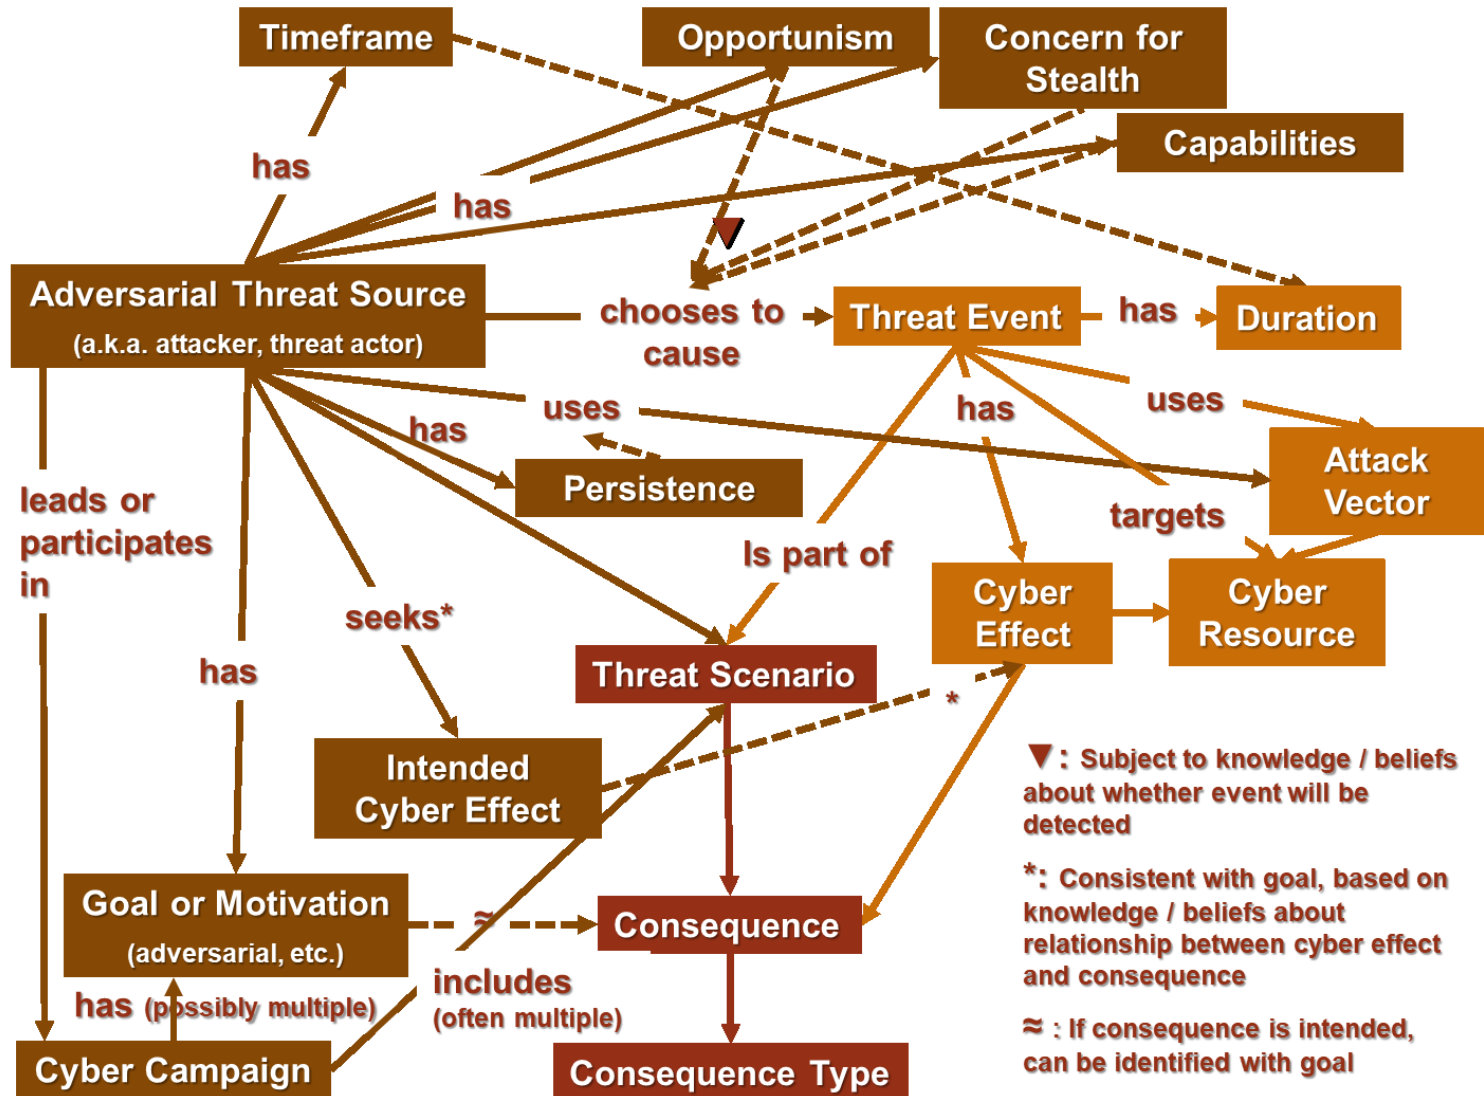 Timeframe
Opportunism
Concern for
Stealth
Capabilities
has
has
Adversarial Threat Source
(a.k.a. attacker, threat actor)
chooses to
cause
Threat Event
has
Duration
uses
has
has
uses
Persistence
Attack
Vector
leads or
participates
in
targets
Is part of
seeks*
Cyber
Effect
Cyber
Resource
has
Threat Scenario
*
Intended
Cyber Effect
▼: Subject to knowledge / beliefs
about whether event will be
detected
*: Consistent with goal, based on
knowledge / beliefs about
relationship between cyber effect
and consequence
≈ : If consequence is intended,
can be identified with goal
Goal or Motivation
(adversarial, etc.)
≈
Consequence
has (possibly multiple)
includes
(often multiple)
Cyber Campaign
Consequence Type